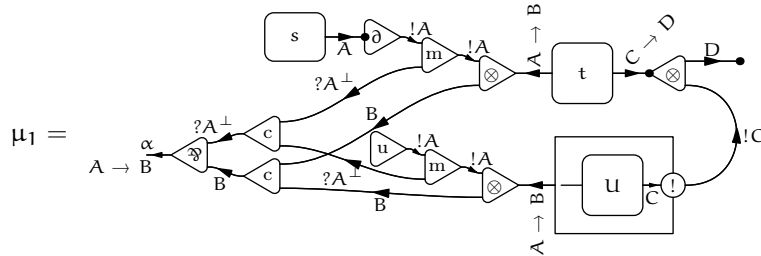 s ∂ !A m !A ⊗ A → B t C → D ⊗ D
A
?A⊥
μ₁ = ?A⊥ c B u !A m !A !C
α ⅋
A → B B c ?A⊥ B ⊗ A → B u C !